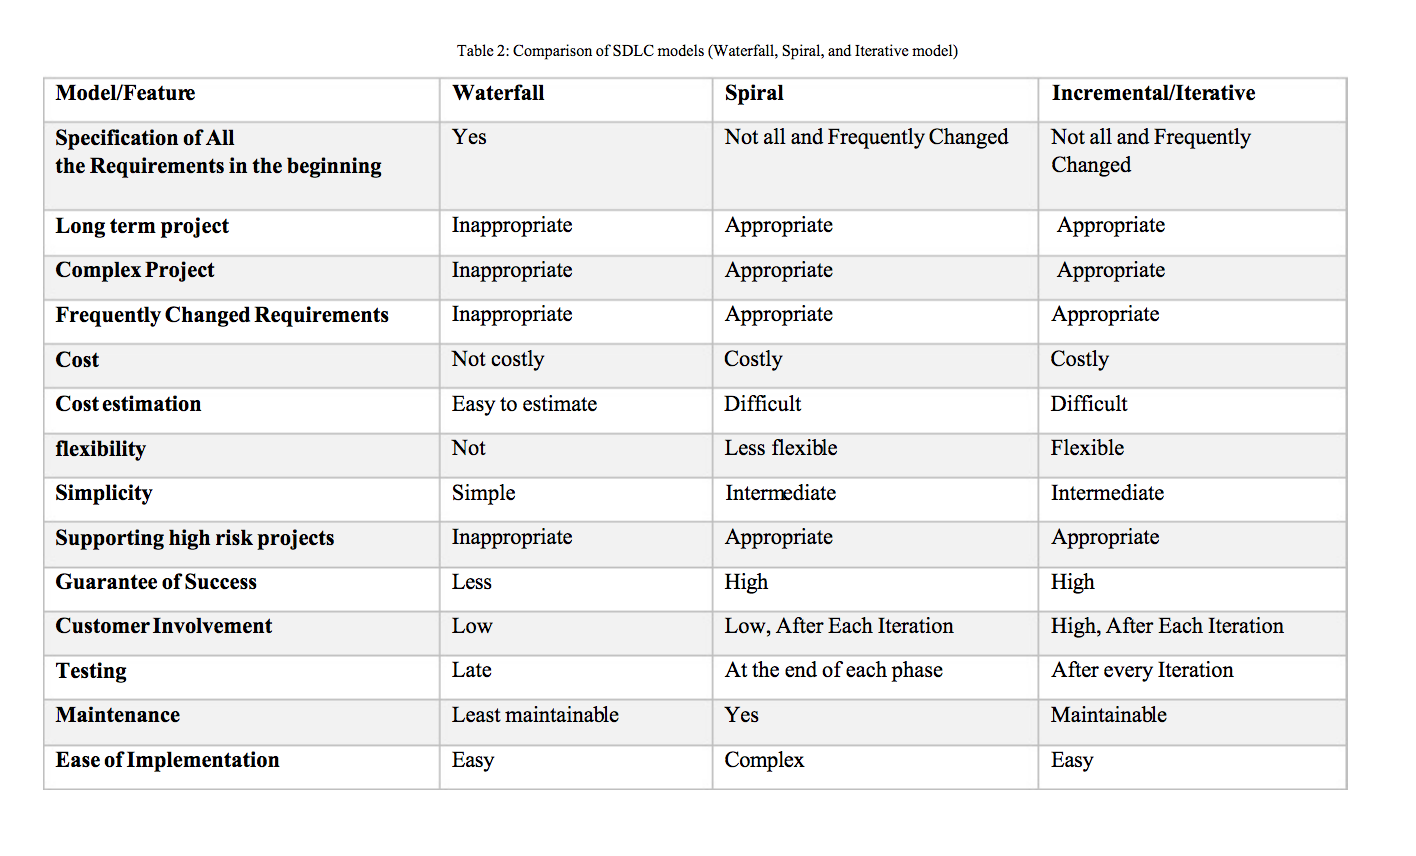 Table 2: Comparison of SDLC models (Waterfall, Spiral, and Iterative model)
Model/Feature Waterfall Spiral Incremental/Iterative
Specification of All Yes Not all and Frequently Changed Not all and Frequently
the Requirements in the beginning Changed
Long term project Inappropriate Appropriate Appropriate
Complex Project Inappropriate Appropriate Appropriate
Frequently Changed Requirements Inappropriate Appropriate Appropriate
Cost Not costly Costly Costly
Cost estimation Easy to estimate Difficult Difficult
flexibility Not Less flexible Flexible
Simplicity Simple Intermediate Intermediate
Supporting high risk projects Inappropriate Appropriate Appropriate
Guarantee of Success Less High High
Customer Involvement Low Low, After Each Iteration High, After Each Iteration
Testing Late At the end of each phase After every Iteration
Maintenance Least maintainable Yes Maintainable
Ease of Implementation Easy Complex Easy